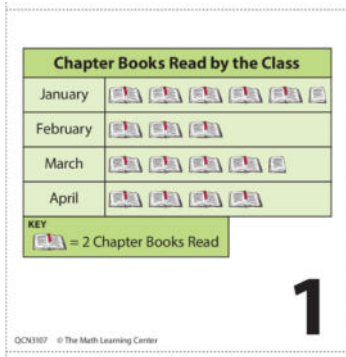 Chapter Books Read by the Class
January
February
March
April
KEY
= 2 Chapter Books Read
1
QCN3107 © The Math Learning Center